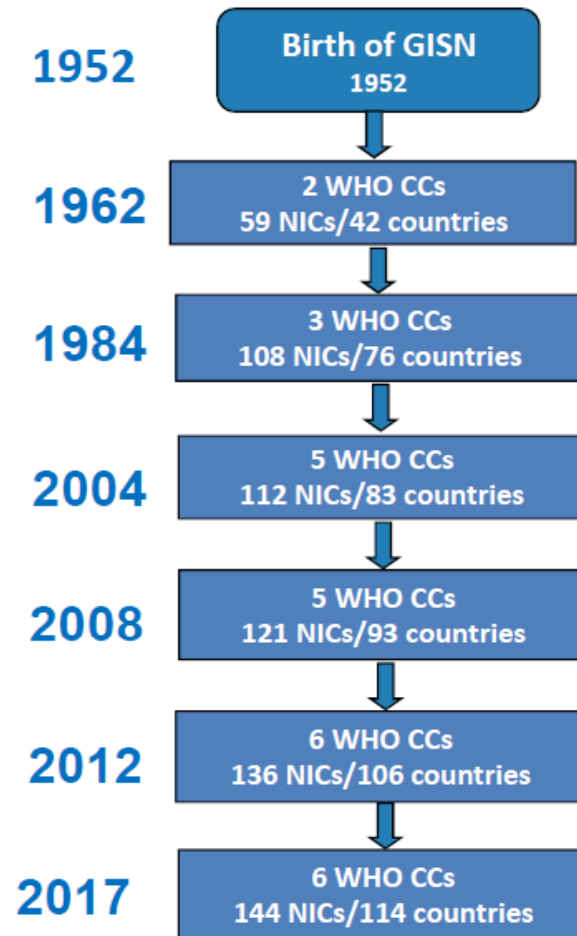 1952
Birth of GISN
1952
1962
2 WHO CCs
59 NICs/42 countries
1984
3 WHO CCs
108 NICs/76 countries
2004
5 WHO CCs
112 NICs/83 countries
2008
5 WHO CCs
121 NICs/93 countries
2012
6 WHO CCs
136 NICs/106 countries
2017
6 WHO CCs
144 NICs/114 countries